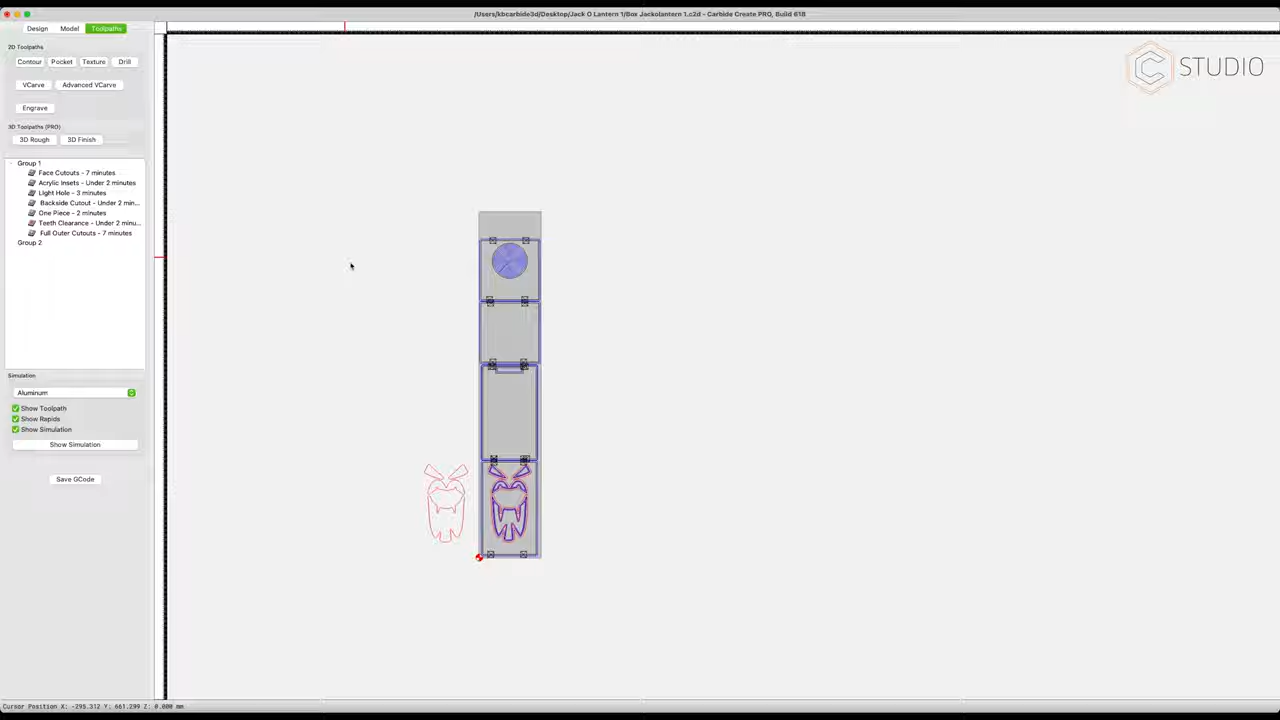 /Users/kbcarbide3d/Desktop/Jack O Lantern 1/Box Jackolantern 1.c2d - Carbide Create PRO, Build 618
Design Model Toolpaths
2D Toolpaths
Contour Pocket Texture Drill
VCarve Advanced VCarve
Engrave
3D Toolpaths (PRO)
3D Rough 3D Finish
Group 1
Face Cutouts - 7 minutes
Acrylic Insets - Under 2 minutes
Light Hole - 3 minutes
Backside Cutout - Under 2 min...
One Piece - 2 minutes
Teeth Clearance - Under 2 minu...
Full Outer Cutouts - 7 minutes
Group 2
Simulation
Aluminum
Show Toolpath
Show Rapids
Show Simulation
Show Simulation
Save GCode
C STUDIO
Cursor Position X: -295.312 Y: 661.299 Z: 0.000 mm